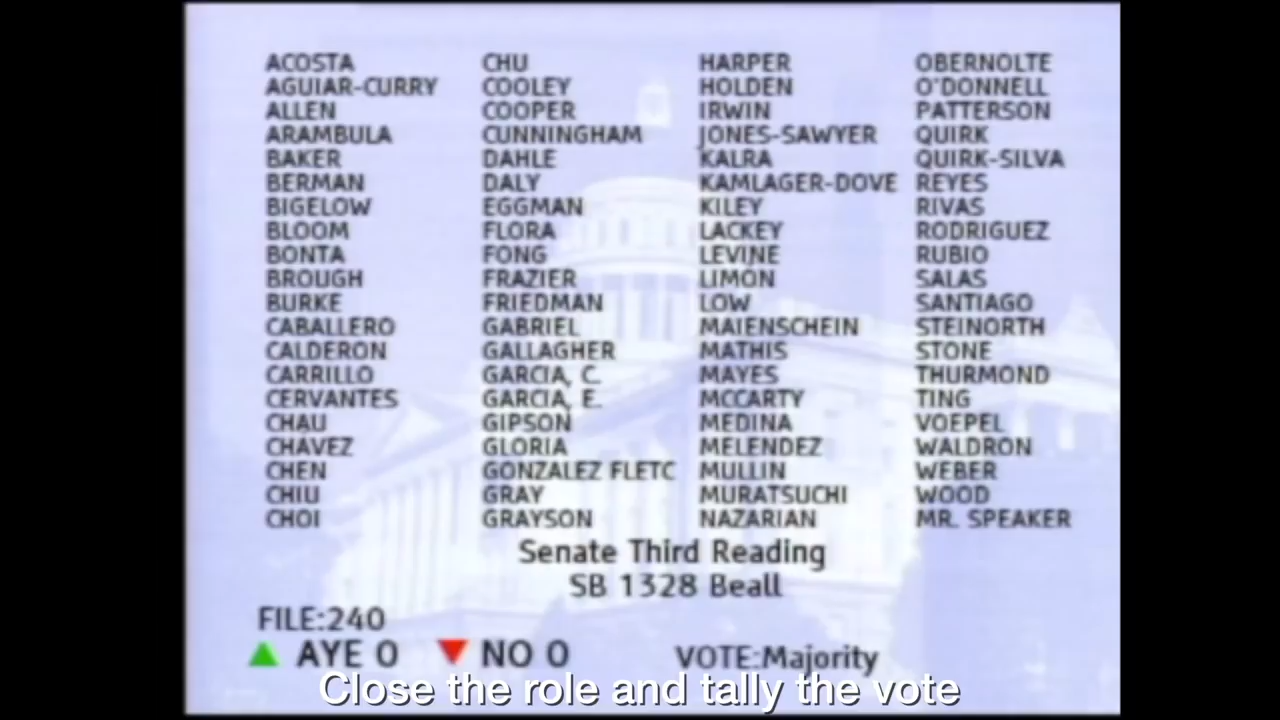 ACOSTA CHU HARPER OBERNOLTE
AGUIAR-CURRY COOLEY HOLDEN O'DONNELL
ALLEN COOPER IRWIN PATTERSON
ARAMBULA CUNNINGHAM JONES-SAWYER QUIRK
BAKER DAHLE KALRA QUIRK-SILVA
BERMAN DALY KAMLAGER-DOVE REYES
BIGELOW EGGMAN KILEY RIVAS
BLOOM FLORA LACKEY RODRIGUEZ
BONTA FONG LEVINE RUBIO
BROUGH FRAZIER LIMÓN SALAS
BURKE FRIEDMAN LOW SANTIAGO
CABALLERO GABRIEL MAIENSCHEIN STEINORTH
CALDERON GALLAGHER MATHIS STONE
CARRILLO GARCIA, C. MAYES THURMOND
CERVANTES GARCIA, E. MCCARTY TING
CHAU GIPSON MEDINA VOEPEL
CHAVEZ GLORIA MELENDEZ WALDRON
CHEN GONZALEZ FLETC MULLIN WEBER
CHIU GRAY MURATSUCHI WOOD
CHOI GRAYSON NAZARIAN MR. SPEAKER
Senate Third Reading
SB 1328 Beall
FILE:240
AYE 0 NO 0 VOTE:Majority
Close the role and tally the vote